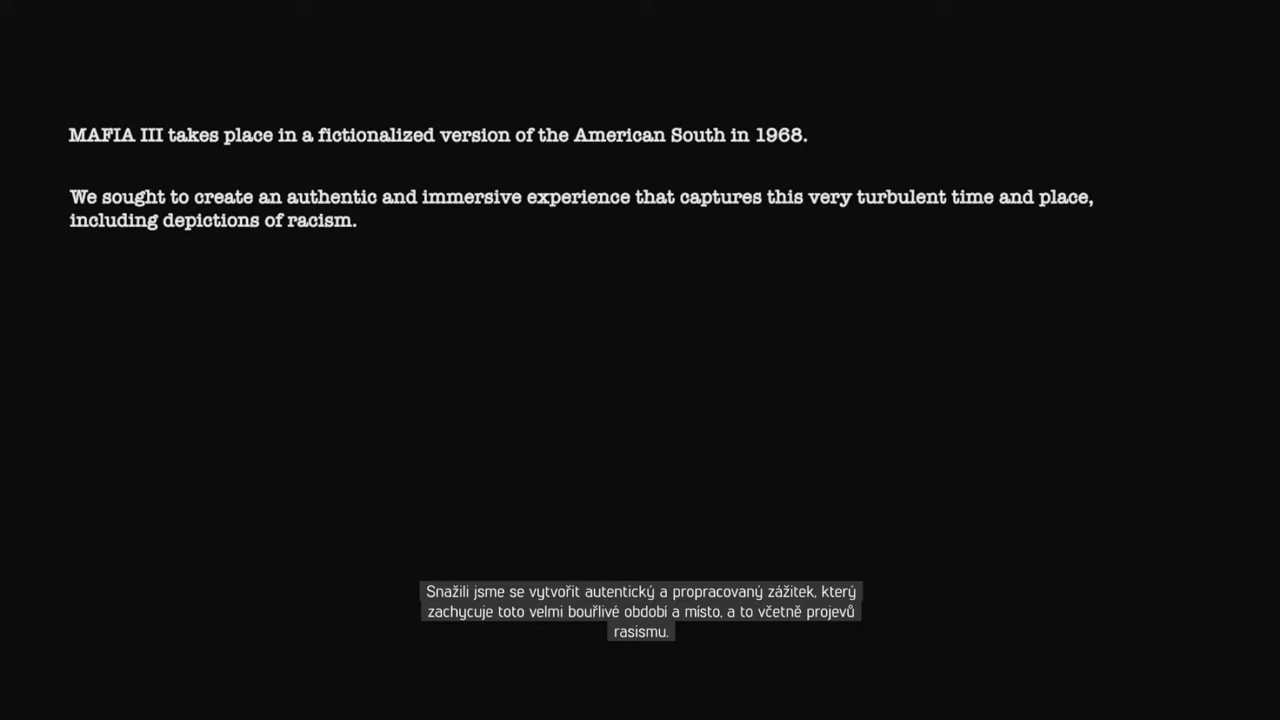 MAFIA III takes place in a fictionalized version of the American South in 1968.
We sought to create an authentic and immersive experience that captures this very turbulent time and place,
including depictions of racism.
Snažili jsme se vytvořit autentický a propracovaný zážitek, který
zachycuje toto velmi bouřlivé období a místo, a to včetně projevů
rasismu.